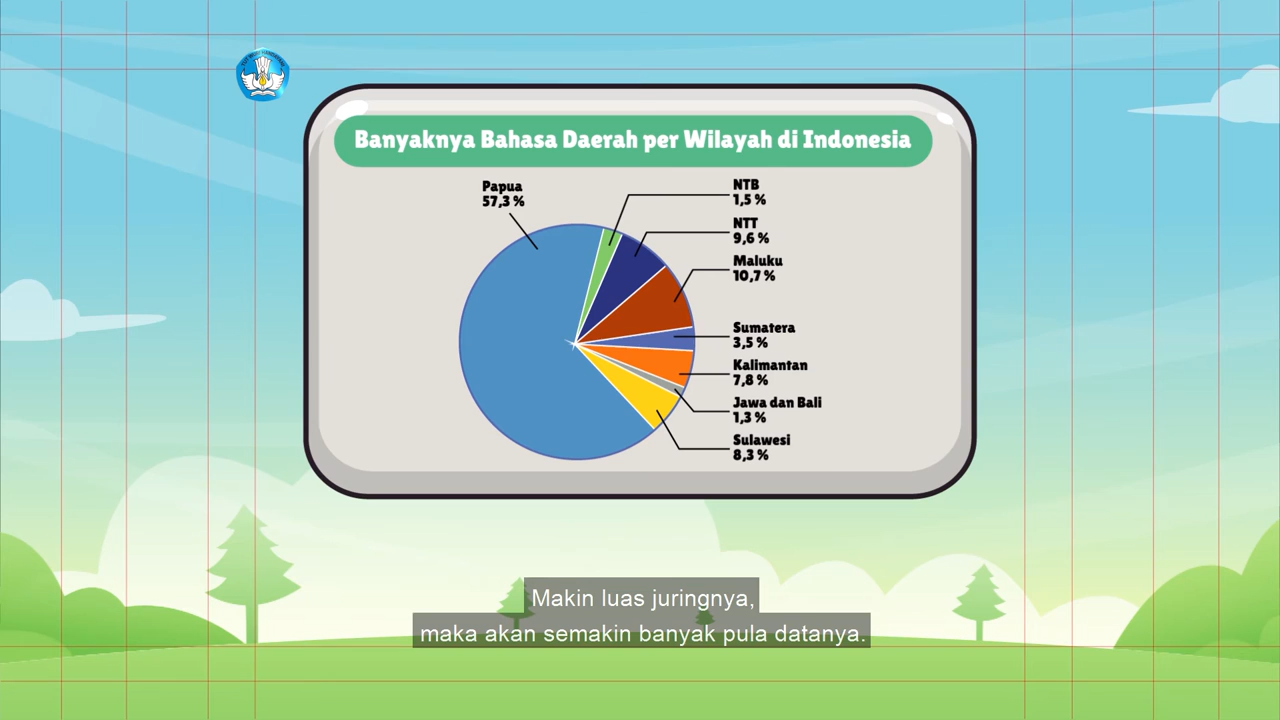 Banyaknya Bahasa Daerah per Wilayah di Indonesia
Papua
57,3 %
NTB
1,5 %
NTT
9,6 %
Maluku
10,7 %
Sumatera
3,5 %
Kalimantan
7,8 %
Jawa dan Bali
1,3 %
Sulawesi
8,3 %
Makin luas juringnya,
maka akan semakin banyak pula datanya.